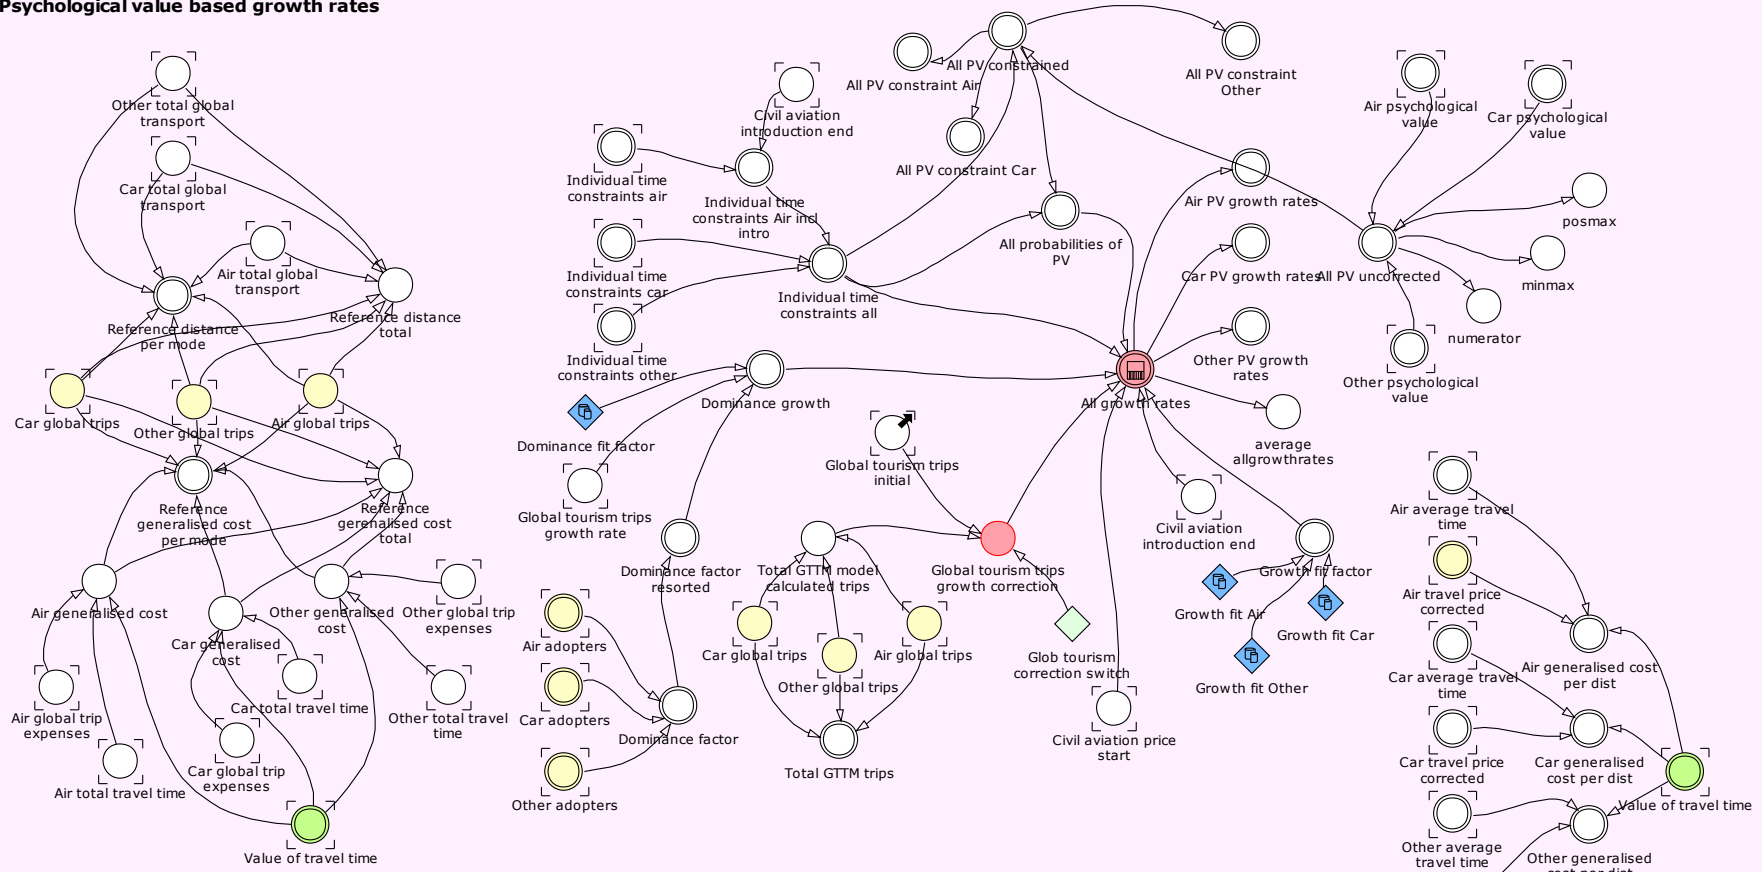 Psychological value based growth rates
Other total global
transport
Car total global
transport
Air total global
transport
Reference distance
per mode
Reference distance
total
Car global trips
Other global trips
Air global trips
Reference
generalised cost
per mode
Reference
gerenalised cost
total
Air generalised cost
Car generalised
cost
Other generalised
cost
Other global trip
expenses
Air global trip
expenses
Car total travel time
Other total travel
time
Air total travel time
Car global trip
expenses
Value of travel time
All PV constraint Air
All PV constrained
All PV constraint
Other
Civil aviation
introduction end
All PV constraint Car
Individual time
constraints air
Individual time
constraints Air incl
intro
Individual time
constraints car
Individual time
constraints all
Individual time
constraints other
All probabilities of
PV
Air PV growth rates
Car PV growth rates
Other PV growth
rates
Air psychological
value
Car psychological
value
posmax
All PV uncorrected
minmax
numerator
Other psychological
value
Dominance growth
Dominance fit factor
Global tourism trips
growth rate
All growth rates
average
allgrowthrates
Global tourism trips
initial
Civil aviation
introduction end
Dominance factor
resorted
Total GTTM model
calculated trips
Global tourism trips
growth correction
Growth fit factor
Growth fit Air
Growth fit Car
Growth fit Other
Air adopters
Car adopters
Other adopters
Dominance factor
Car global trips
Other global trips
Air global trips
Total GTTM trips
Glob tourism
correction switch
Civil aviation price
start
Air average travel
time
Air travel price
corrected
Car average travel
time
Air generalised cost
per dist
Car travel price
corrected
Car generalised
cost per dist
Value of travel time
Other average
travel time
Other generalised
cost per dist